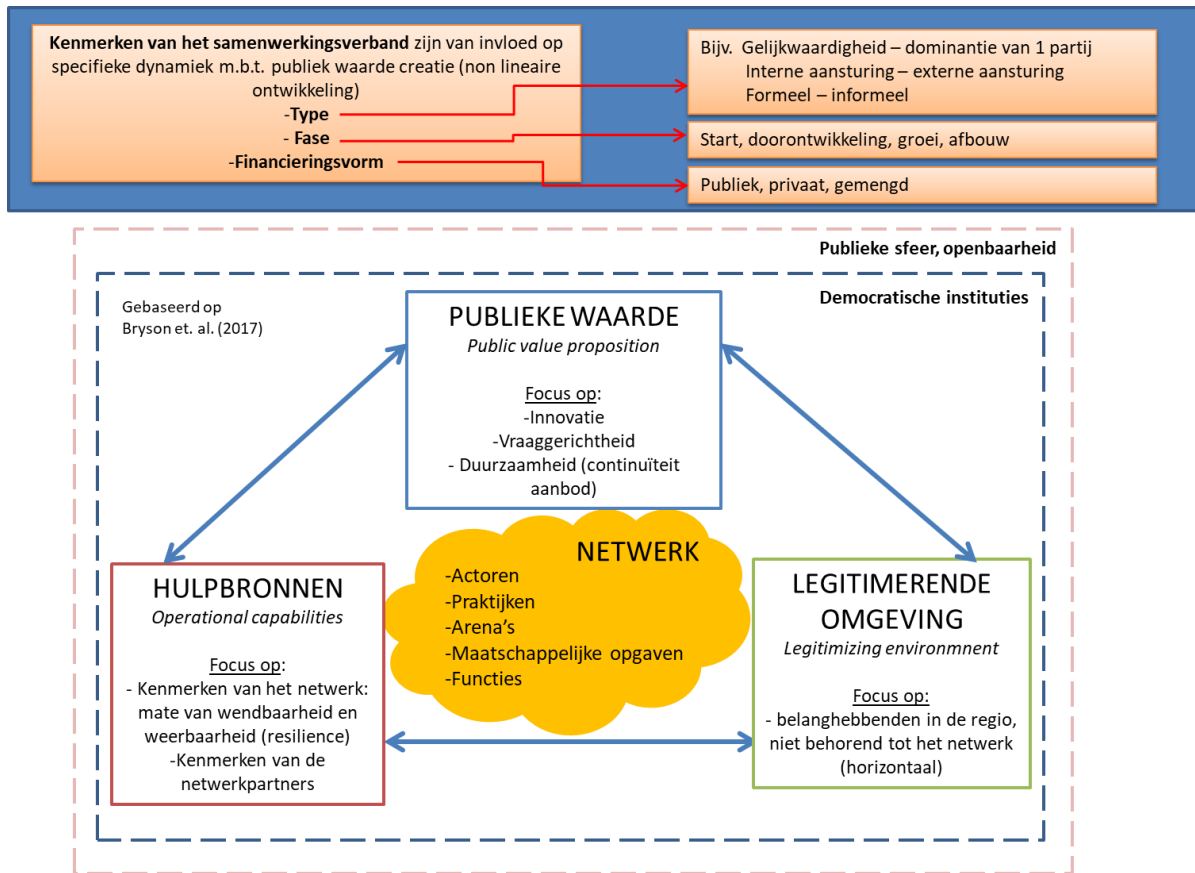 Kenmerken van het samenwerkingsverband zijn van invloed op
specifieke dynamiek m.b.t. publiek waarde creatie (non lineaire
ontwikkeling)
-Type
- Fase
-Financieringsvorm
Bijv. Gelijkwaardigheid – dominantie van 1 partij
Interne aansturing – externe aansturing
Formeel – informeel
Start, doorontwikkeling, groei, afbouw
Publiek, privaat, gemengd
Publieke sfeer, openbaarheid
Democratische instituties
Gebaseerd op
Bryson et. al. (2017)
PUBLIEKE WAARDE
Public value proposition
Focus op:
-Innovatie
-Vraaggerichtheid
- Duurzaamheid (continuïteit
aanbod)
NETWERK
-Actoren
-Praktijken
-Arena’s
-Maatschappelijke opgaven
-Functies
HULPBRONNEN
Operational capabilities
Focus op:
- Kenmerken van het netwerk:
mate van wendbaarheid en
weerbaarheid (resilience)
-Kenmerken van de
netwerkpartners
LEGITIMERENDE
OMGEVING
Legitimizing environmnent
Focus op:
- belanghebbenden in de regio,
niet behorend tot het netwerk
(horizontaal)